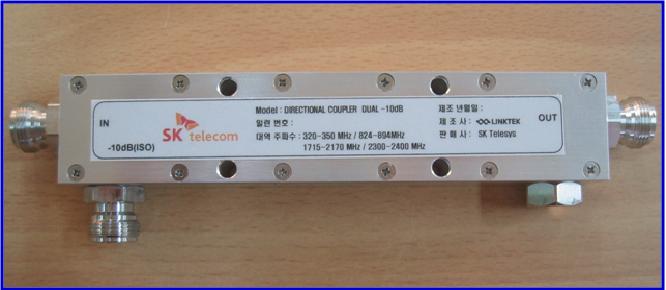 IN
-10dB(ISO)
SK telecom
Model : DIRECTIONAL COUPLER (DUAL -10dB
일련 번호 :
대역 주파수 : 320-350 MHz / 824-894MHz
1715-2170 MHz / 2300-2400 MHz
제조 년월일 :
제 조 사 : LINKTEK
판 매 사 : SK Telesys
OUT